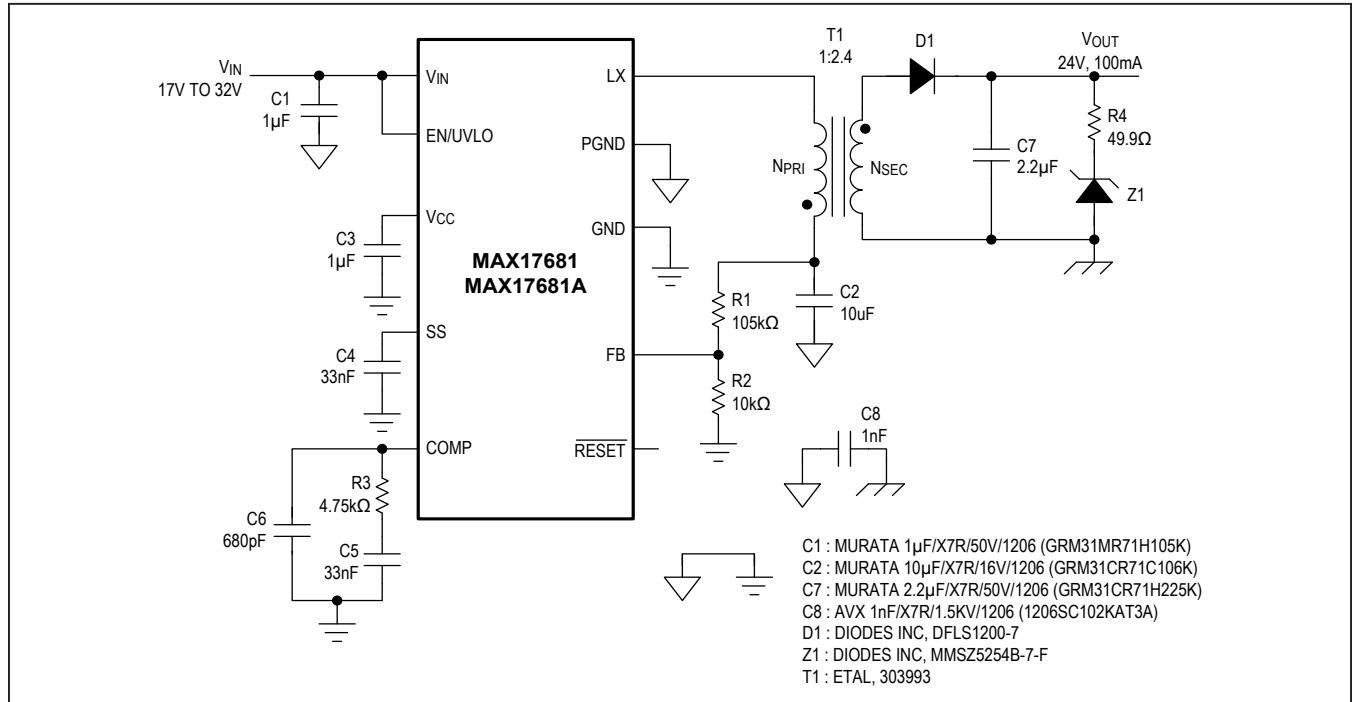 VIN
17V TO 32V
C1
1µF
VIN
EN/UVLO
VCC
C3
1µF
SS
C4
33nF
COMP
R3
4.75kΩ
C6
680pF
C5
33nF
MAX17681
MAX17681A
LX
PGND
GND
FB
RESET
T1
1:2.4
NPRI
NSEC
D1
VOUT
24V, 100mA
C7
2.2µF
R4
49.9Ω
Z1
R1
105kΩ
C2
10uF
R2
10kΩ
C8
1nF
C1 : MURATA 1µF/X7R/50V/1206 (GRM31MR71H105K)
C2 : MURATA 10µF/X7R/16V/1206 (GRM31CR71C106K)
C7 : MURATA 2.2µF/X7R/50V/1206 (GRM31CR71H225K)
C8 : AVX 1nF/X7R/1.5KV/1206 (1206SC102KAT3A)
D1 : DIODES INC, DFLS1200-7
Z1 : DIODES INC, MMSZ5254B-7-F
T1 : ETAL, 303993